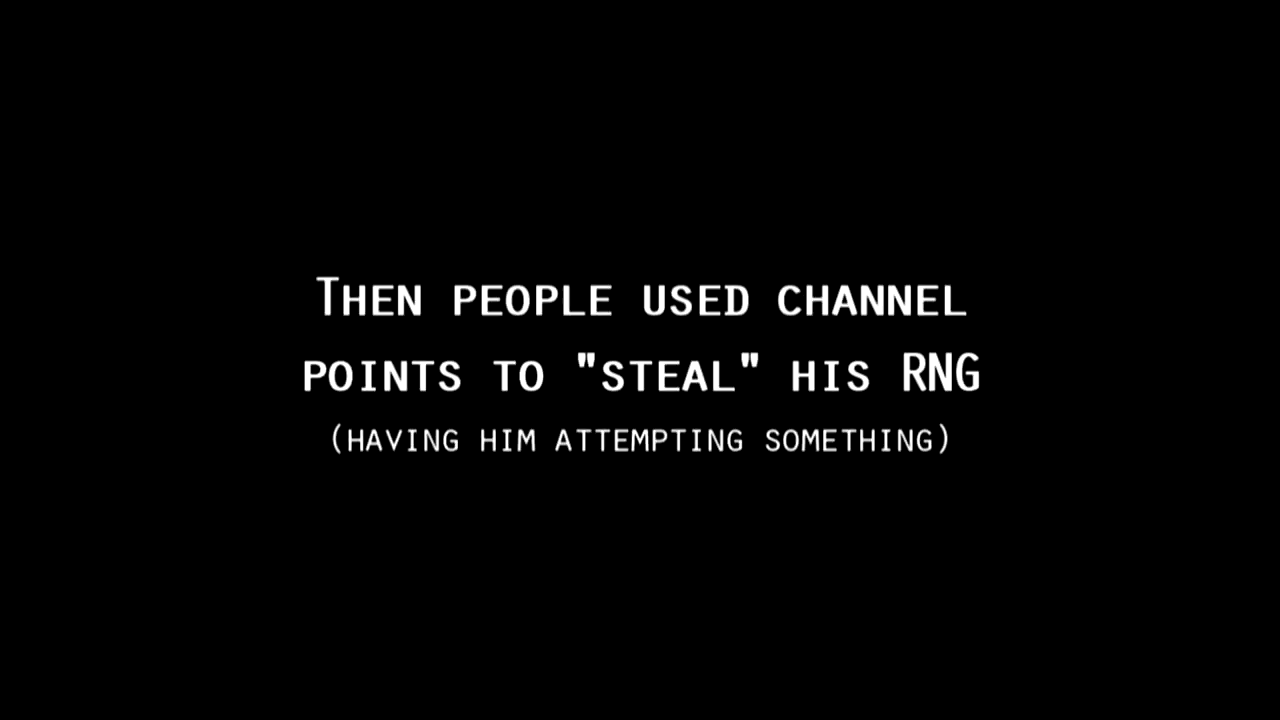 Then people used channel
points to "steal" his RNG
(having him attempting something)